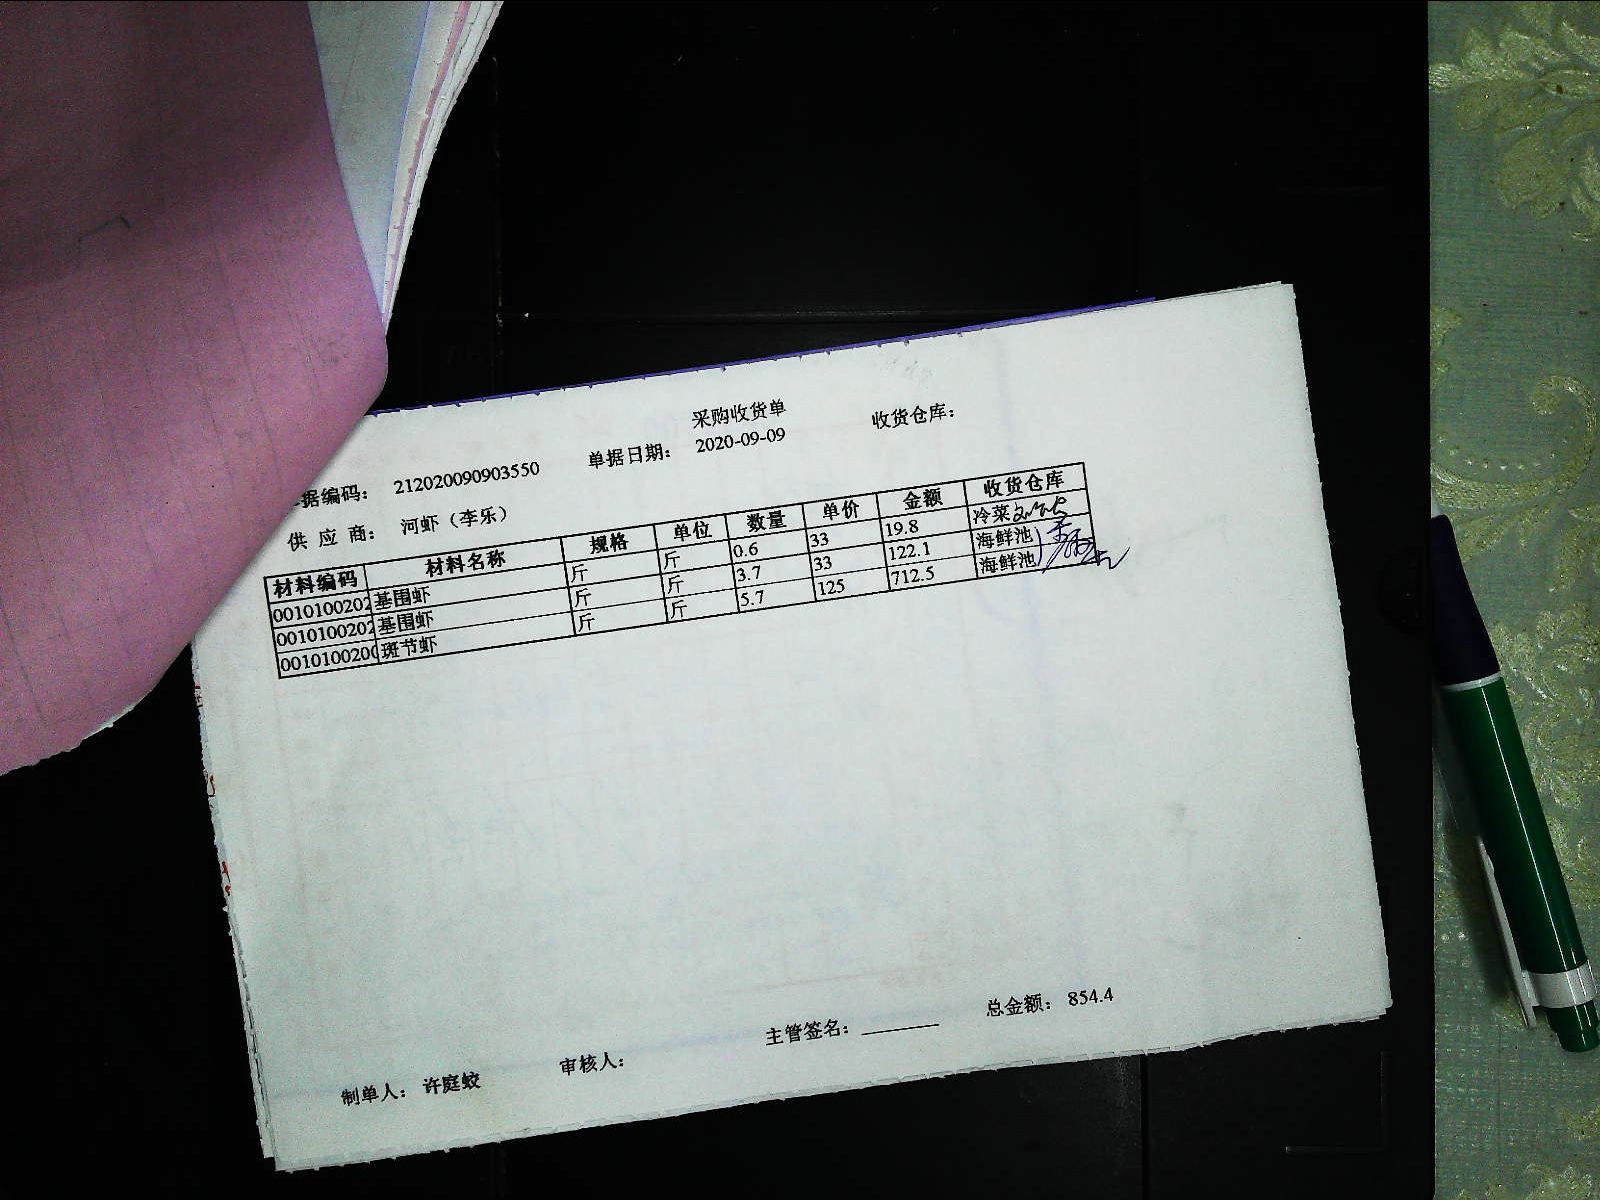 采购收货单
据编码： 212020090903550 单据日期： 2020-09-09 收货仓库：
供 应 商： 河虾（李乐）
材料编码 材料名称 规格 单位 数量 单价 金额 收货仓库
0010100202 基围虾 斤 斤 0.6 33 19.8 冷菜
0010100202 基围虾 斤 斤 3.7 33 122.1 海鲜池
001010020 斑节虾 斤 斤 5.7 125 712.5 海鲜池
制单人： 许庭蛟 审核人： 主管签名： 总金额： 854.4